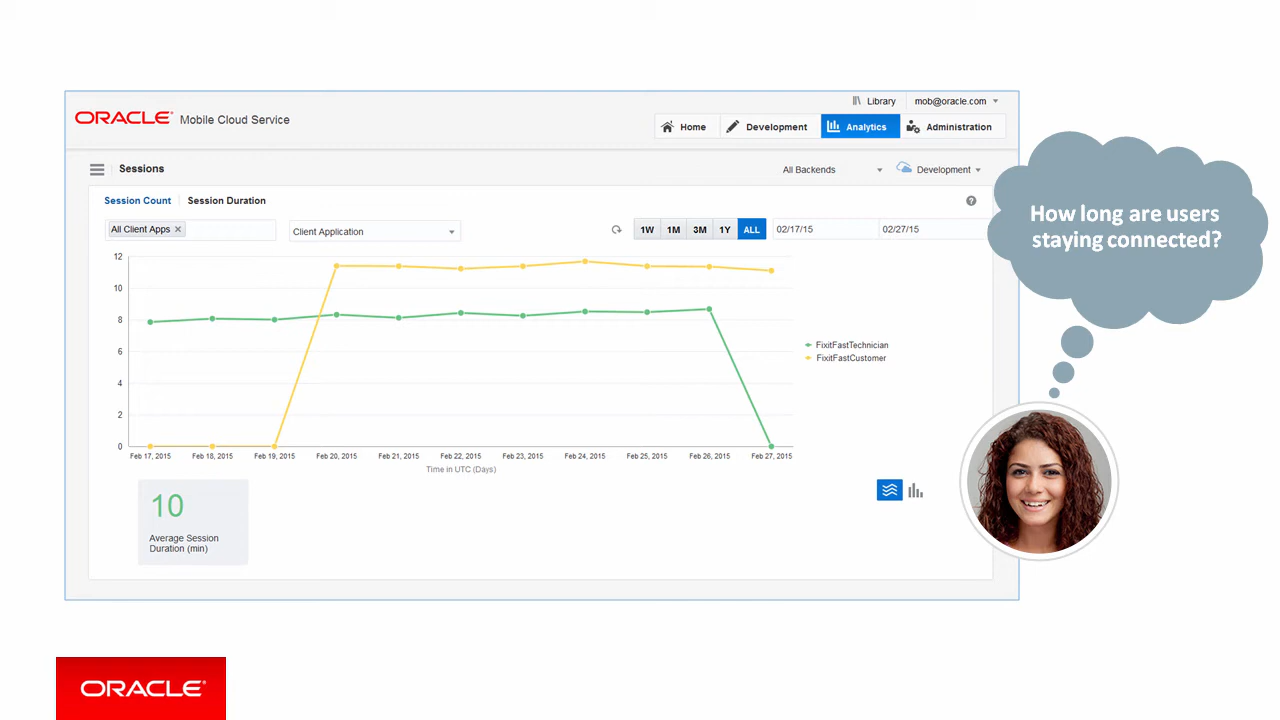 Library
mob@oracle.com
ORACLE® Mobile Cloud Service
Home
Development
Analytics
Administration
Sessions
All Backends
Development
Session Count
Session Duration
?
All Client Apps ×
Client Application
1W 1M 3M 1Y ALL
02/17/15
02/27/15
How long are users
staying connected?
12
10
8
6
4
2
0
FixitFastTechnician
FixitFastCustomer
Feb 17, 2015 Feb 18, 2015 Feb 19, 2015 Feb 20, 2015 Feb 21, 2015 Feb 22, 2015 Feb 23, 2015 Feb 24, 2015 Feb 25, 2015 Feb 26, 2015 Feb 27, 2015
Time in UTC (Days)
10
Average Session
Duration (min)
ORACLE®